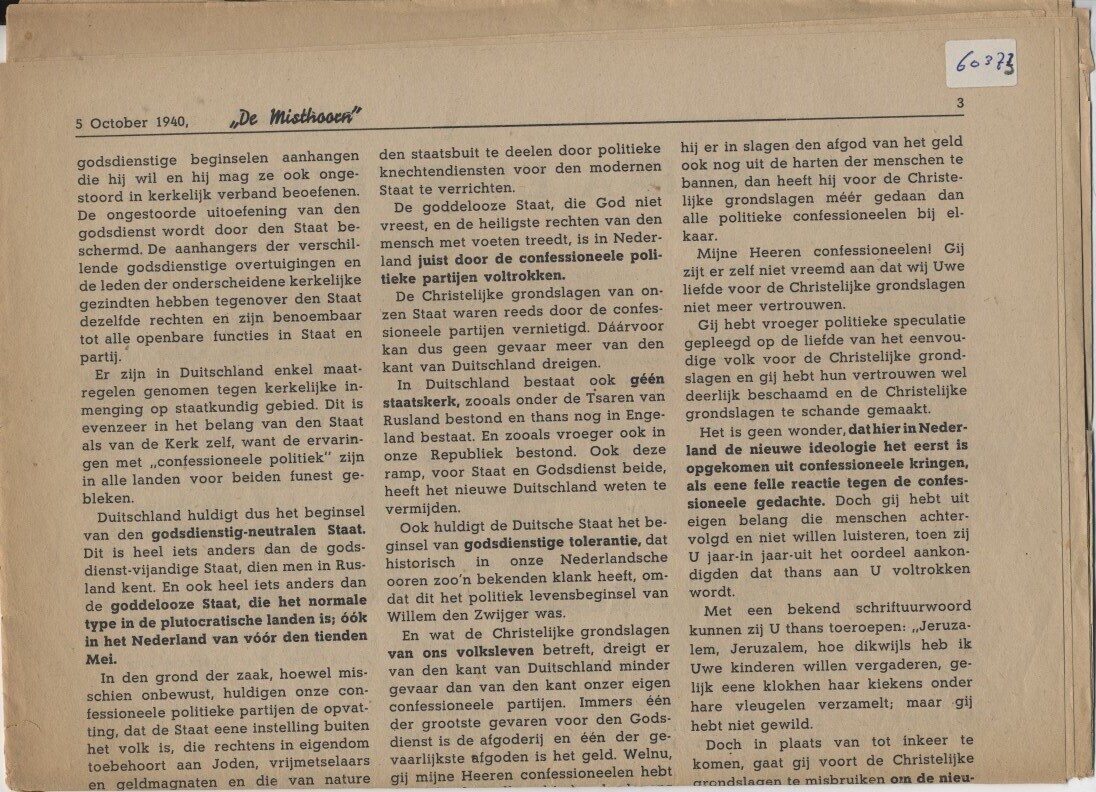 60373
5 October 1940, „De Misthoorn" 3
godsdienstige beginselen aanhangen
die hij wil en hij mag ze ook onge-
stoord in kerkelijk verband beoefenen.
De ongestoorde uitoefening van den
godsdienst wordt door den Staat be-
schermd. De aanhangers der verschil-
lende godsdienstige overtuigingen en
de leden der onderscheidene kerkelijke
gezindten hebben tegenover den Staat
dezelfde rechten en zijn benoembaar
tot alle openbare functies in Staat en
partij.
Er zijn in Duitschland enkel maat-
regelen genomen tegen kerkelijke in-
menging op staatkundig gebied. Dit is
evenzeer in het belang van den Staat
als van de Kerk zelf, want de ervarin-
gen met „confessioneele politiek" zijn
in alle landen voor beiden funest ge-
bleken.
Duitschland huldigt dus het beginsel
van den godsdienstig-neutralen Staat.
Dit is heel iets anders dan de gods-
dienst-vijandige Staat, dien men in Rus-
land kent. En ook heel iets anders dan
de goddelooze Staat, die het normale
type in de plutocratische landen is; óók
in het Nederland van vóór den tienden
Mei.
In den grond der zaak, hoewel mis-
schien onbewust, huldigen onze con-
fessioneele politieke partijen de opvat-
ting, dat de Staat eene instelling buiten
het volk is, die rechtens in eigendom
toebehoort aan Joden, vrijmetselaars
en geldmagnaten en die van nature
den staatsbuit te deelen door politieke
knechtendiensten voor den modernen
Staat te verrichten.
De goddelooze Staat, die God niet
vreest, en de heiligste rechten van den
mensch met voeten treedt, is in Neder-
land juist door de confessioneele poli-
tieke partijen voltrokken.
De Christelijke grondslagen van on-
zen Staat waren reeds door de confes-
sioneele partijen vernietigd. Dáárvoor
kan dus geen gevaar meer van den
kant van Duitschland dreigen.
In Duitschland bestaat ook géén
staatskerk, zooals onder de Tsaren van
Rusland bestond en thans nog in Enge-
land bestaat. En zooals vroeger ook in
onze Republiek bestond. Ook deze
ramp, voor Staat en Godsdienst beide,
heeft het nieuwe Duitschland weten te
vermijden.
Ook huldigt de Duitsche Staat het be-
ginsel van godsdienstige tolerantie, dat
historisch in onze Nederlandsche
ooren zoo'n bekenden klank heeft, om-
dat dit het politiek levensbeginsel van
Willem den Zwijger was.
En wat de Christelijke grondslagen
van ons volksleven betreft, dreigt er
van den kant van Duitschland minder
gevaar dan van den kant onzer eigen
confessioneele partijen. Immers één
der grootste gevaren voor den Gods-
dienst is de afgoderij en één der ge-
vaarlijkste afgoden is het geld. Welnu,
gij mijne Heeren confessioneelen hebt
hij er in slagen den afgod van het geld
ook nog uit de harten der menschen te
bannen, dan heeft hij voor de Christe-
lijke grondslagen méér gedaan dan
alle politieke confessioneelen bij el-
kaar.
Mijne Heeren confessioneelen! Gij
zijt er zelf niet vreemd aan dat wij Uwe
liefde voor de Christelijke grondslagen
niet meer vertrouwen.
Gij hebt vroeger politieke speculatie
gepleegd op de liefde van het eenvou-
dige volk voor de Christelijke grond-
slagen en gij hebt hun vertrouwen wel
deerlijk beschaamd en de Christelijke
grondslagen te schande gemaakt.
Het is geen wonder, dat hier in Neder-
land de nieuwe ideologie het eerst is
opgekomen uit confessioneele kringen,
als eene felle reactie tegen de confes-
sioneele gedachte. Doch gij hebt uit
eigen belang die menschen achter-
volgd en niet willen luisteren, toen zij
U jaar-in jaar-uit het oordeel aankon-
digden dat thans aan U voltrokken
wordt.
Met een bekend schriftuurwoord
kunnen zij U thans toeroepen: „Jeruza-
lem, Jeruzalem, hoe dikwijls heb ik
Uwe kinderen willen vergaderen, ge-
lijk eene klokhen haar kiekens onder
hare vleugelen verzamelt; maar gij
hebt niet gewild.
Doch in plaats van tot inkeer te
komen, gaat gij voort de Christelijke
grondslagen te misbruiken om de nieu-